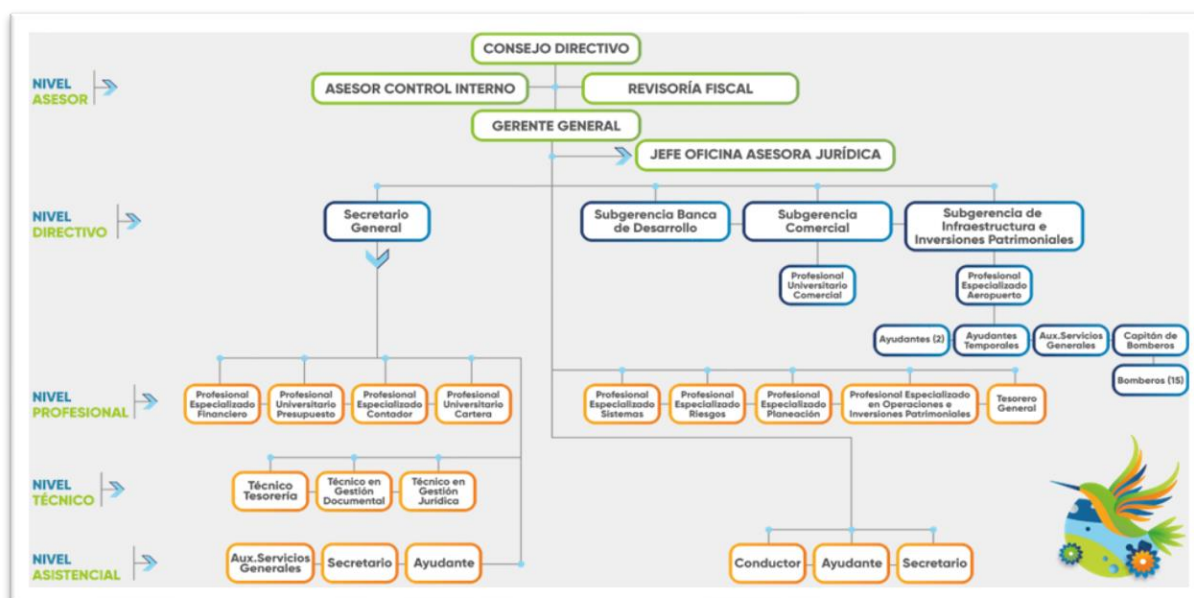 CONSEJO DIRECTIVO
NIVEL
ASESOR
ASESOR CONTROL INTERNO
REVISORÍA FISCAL
GERENTE GENERAL
JEFE OFICINA ASESORA JURÍDICA
NIVEL
DIRECTIVO
Secretario
General
Subgerencia Banca
de Desarrollo
Subgerencia
Comercial
Subgerencia de
Infraestructura e
Inversiones Patrimoniales
Profesional
Universitario
Comercial
Profesional
Especializado
Aeropuerto
Ayudantes (2)
Ayudantes
Temporales
Aux.Servicios
Generales
Capitán de
Bomberos
Bomberos (15)
NIVEL
PROFESIONAL
Profesional
Especializado
Financiero
Profesional
Universitario
Presupuesto
Profesional
Especializado
Contador
Profesional
Universitario
Cartera
Profesional
Especializado
Sistemas
Profesional
Especializado
Riesgos
Profesional
Especializado
Planeación
Profesional Especializado
en Operaciones e
Inversiones Patrimoniales
Tesorero
General
NIVEL
TÉCNICO
Técnico
Tesorería
Técnico en
Gestión
Documental
Técnico en
Gestión
Jurídica
NIVEL
ASISTENCIAL
Aux.Servicios
Generales
Secretario
Ayudante
Conductor
Ayudante
Secretario